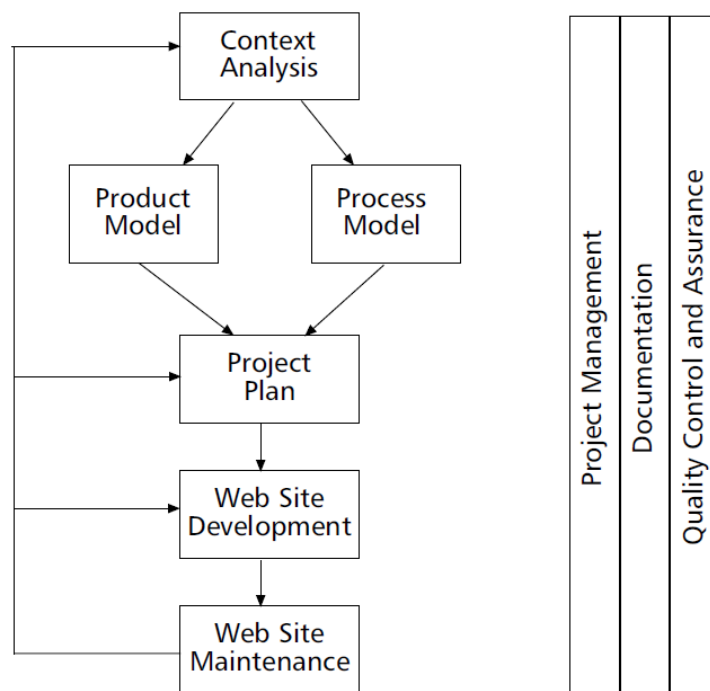 Context
Analysis
Product
Model
Process
Model
Project
Plan
Web Site
Development
Web Site
Maintenance
Project Management
Documentation
Quality Control and Assurance